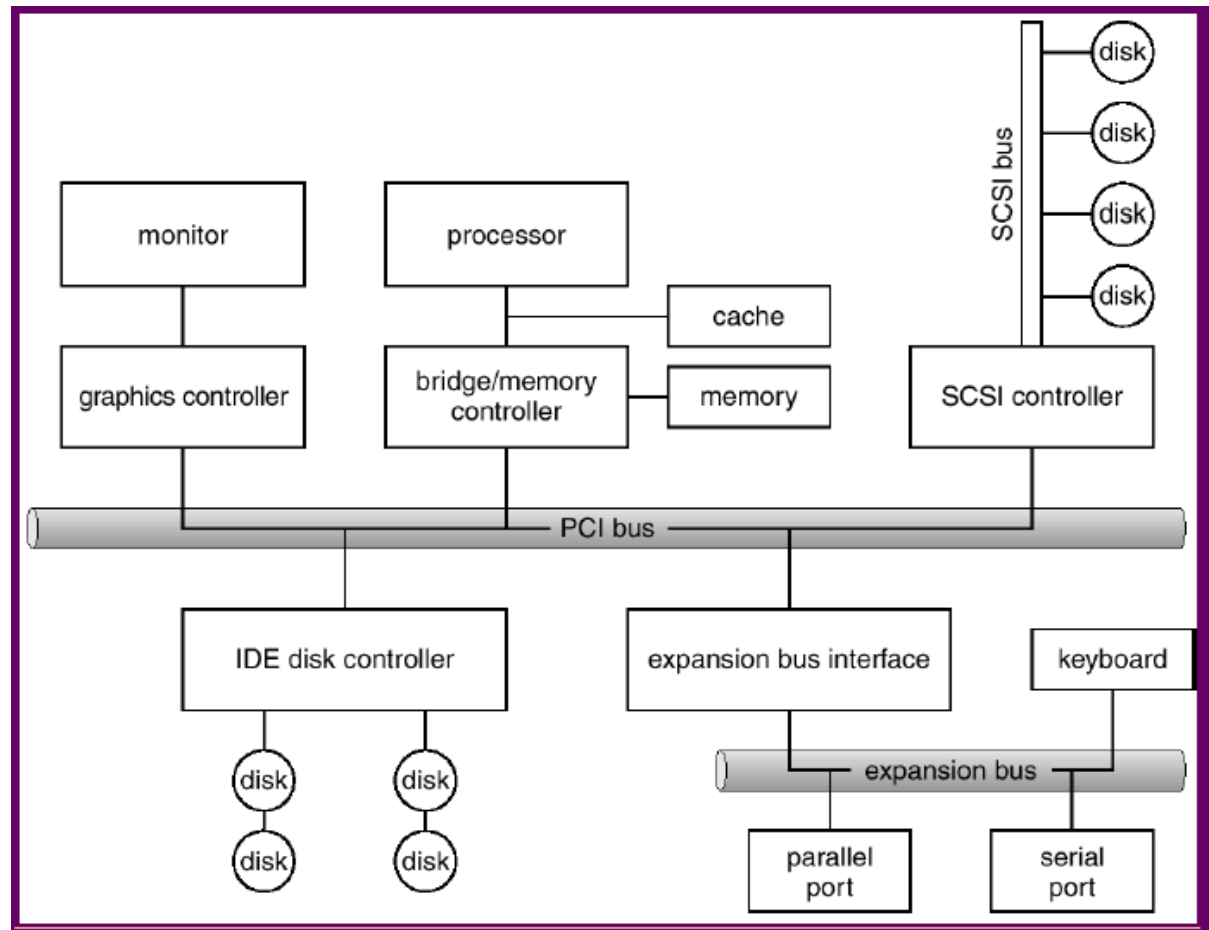 disk
disk
disk
disk
SCSI bus
monitor
processor
cache
graphics controller
bridge/memory
controller
memory
SCSI controller
PCI bus
IDE disk controller
expansion bus interface
keyboard
disk
disk
expansion bus
disk
disk
parallel
port
serial
port